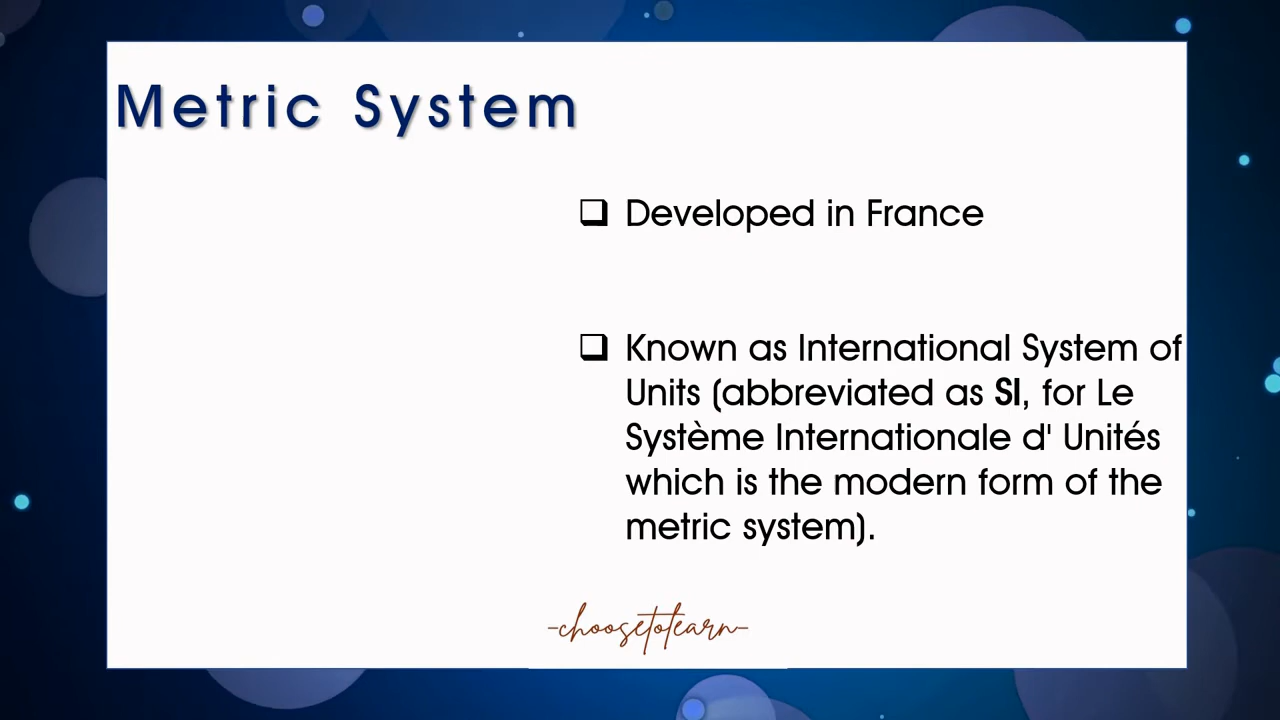 Metric System
Developed in France
Known as International System of
Units (abbreviated as SI, for Le
Système Internationale d' Unités
which is the modern form of the
metric system).
-choosetolearn-